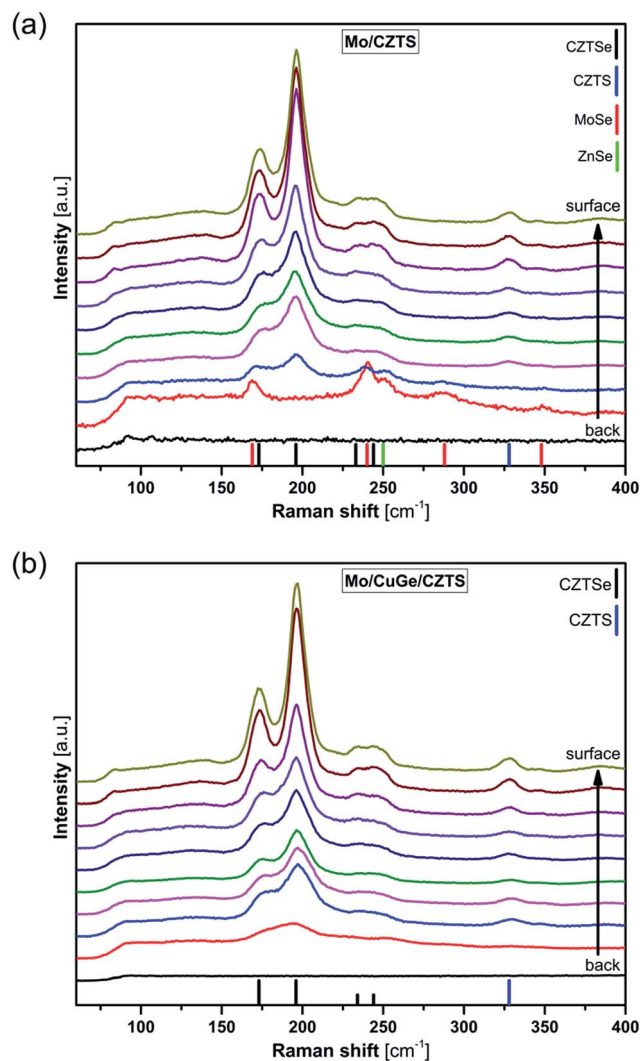 (a)
Mo/CZTS
CZTSe
CZTS
MoSe
ZnSe
surface
back
Intensity [a.u.]
100 150 200 250 300 350 400
Raman shift [cm⁻¹]
(b)
Mo/CuGe/CZTS
CZTSe
CZTS
surface
back
Intensity [a.u.]
100 150 200 250 300 350 400
Raman shift [cm⁻¹]